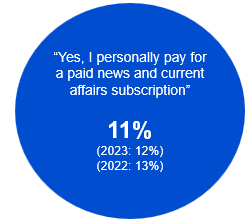 “Yes, I personally pay for
a paid news and current
affairs subscription”
11%
(2023: 12%)
(2022: 13%)